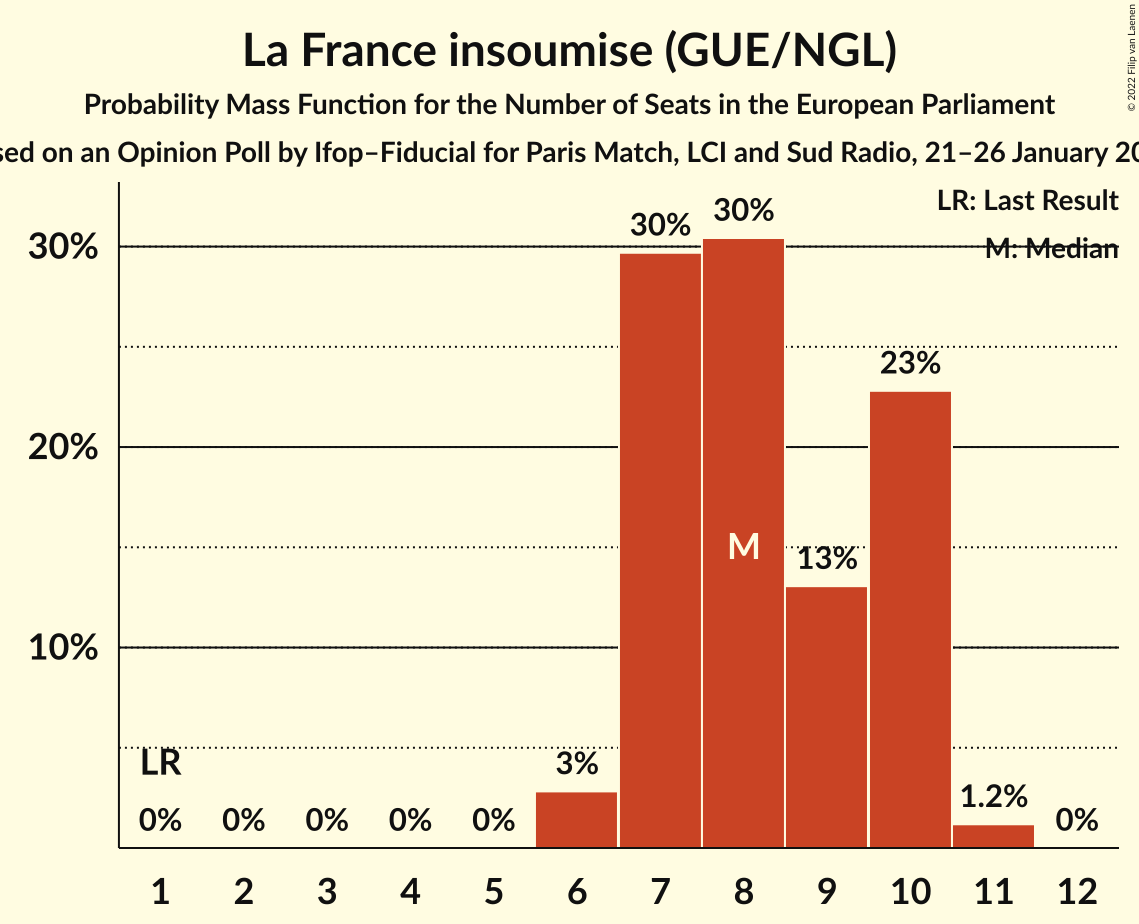 La France insoumise (GUE/NGL)
Probability Mass Function for the Number of Seats in the European Parliament
on an Opinion Poll by Ifop–Fiducial for Paris Match, LCI and Sud Radio, 21–26 January
© 2022 Filip van Laenen
LR: Last Result
M: Median
30%
20%
10%
30%
30%
23%
M
13%
LR
3%
1.2%
0%
0%
0%
0%
0%
0%
1 2 3 4 5 6 7 8 9 10 11 12